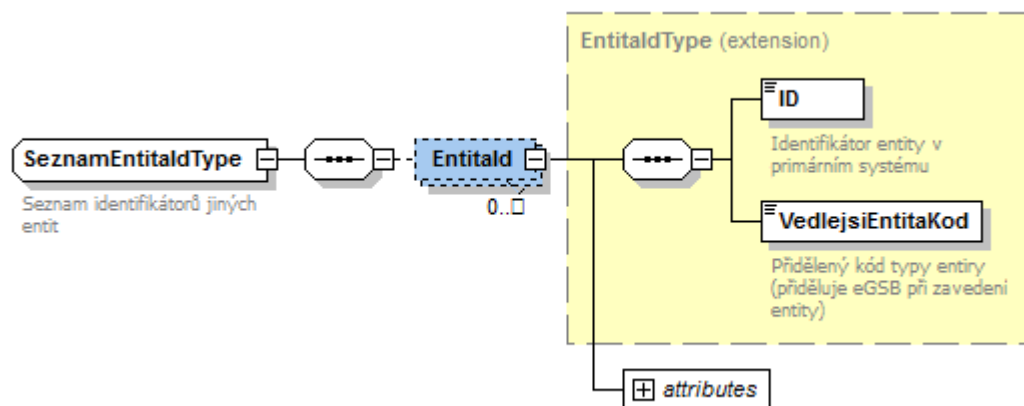 EntitaIdType (extension)
ID
Identifikátor entity v
primárním systému
SeznamEntitaIdType
EntitaId
Seznam identifikátorů jiných
entit
0..□
VedlejsiEntitaKod
Přidělený kód typy entiry
(přiděluje eGSB při zavedeni
entity)
attributes